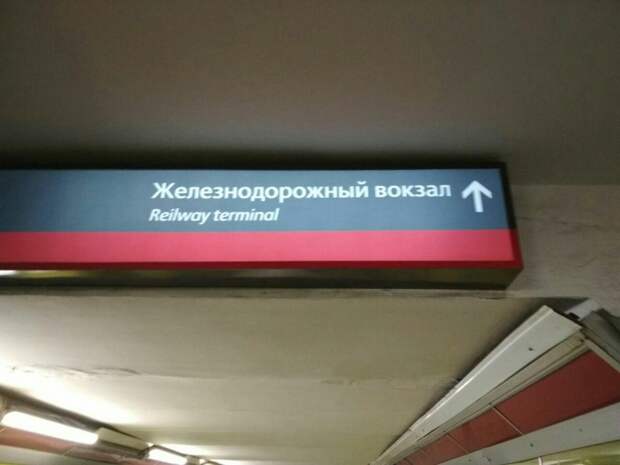 Железнодорожный вокзал ↑
Reilway terminal